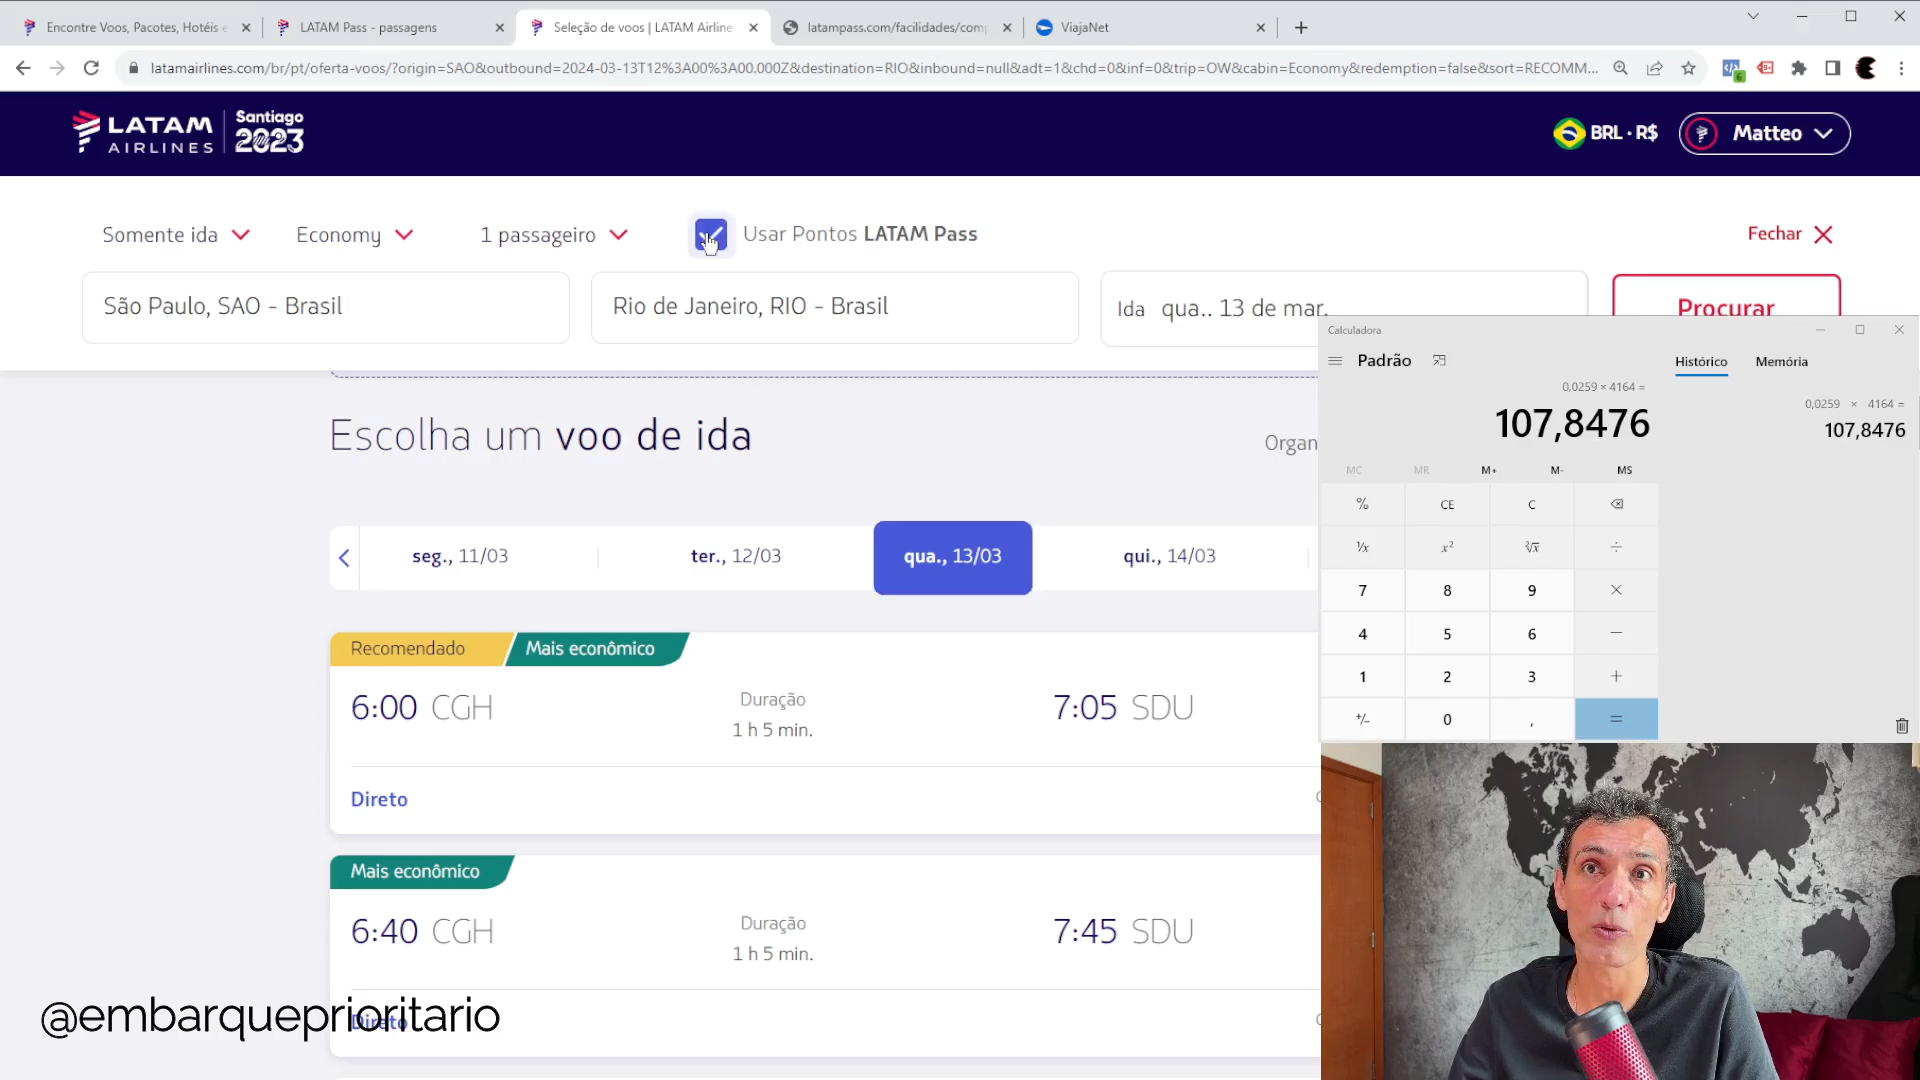 Encontre Voos, Pacotes, Hotéis e
LATAM Pass - passagens
Seleção de voos | LATAM Airline
latampass.com/facilidades/comp
ViajaNet
latamairlines.com/br/pt/oferta-voos/?origin=SAO&outbound=2024-03-13T12%3A00%3A00.000Z&destination=RIO&inbound=null&adt=1&chd=0&inf=0&trip=OW&cabin=Economy&redemption=false&sort=RECOMM...
6
LATAM
AIRLINES
Santiago
2023
BRL · R$
Matteo
Somente ida
Economy
1 passageiro
Usar Pontos LATAM Pass
Fechar
São Paulo, SAO - Brasil
Rio de Janeiro, RIO - Brasil
Ida qua.. 13 de mar.
Procurar
Calculadora
Padrão
Histórico
Memória
0,0259 × 4164 =
107,8476
0,0259 × 4164 =
107,8476
MC MR M+ M- MS
% CE C
⅟x x² ²√x ÷
7 8 9 ×
4 5 6 −
1 2 3 +
+/- 0 , =
Escolha um voo de ida
Organ
seg., 11/03
ter., 12/03
qua., 13/03
qui., 14/03
Recomendado
Mais econômico
6:00 CGH
Duração
1 h 5 min.
7:05 SDU
Direto
Mais econômico
6:40 CGH
Duração
1 h 5 min.
7:45 SDU
Direto
@embarqueprioritario